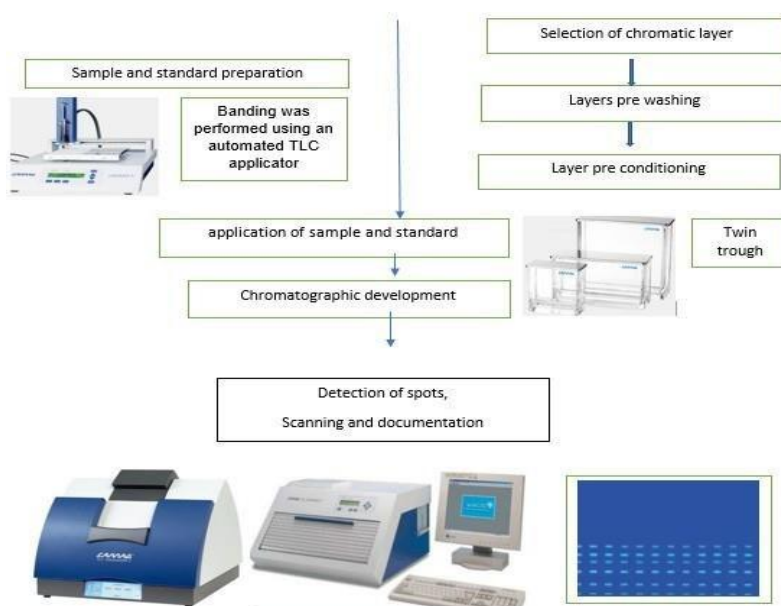 Selection of chromatic layer
Sample and standard preparation
Banding was
performed using an
automated TLC
applicator
Layers pre washing
Layer pre conditioning
application of sample and standard
Twin
trough
Chromatographic development
Detection of spots,
Scanning and documentation
CAMAG